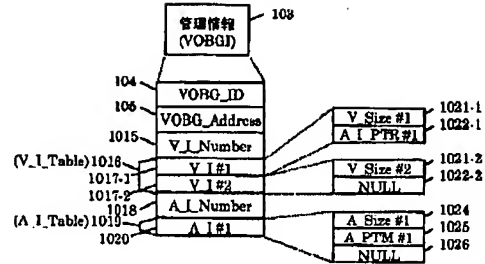 管理情報 103
(VOBGI)
104 VOBG_ID
105 VOBG_Address
1015 V_I_Number
(V_I_Table)1016
1017-1 V_I#1
1017-2 V_I#2
1018 A_I_Number
(A_I_Table)1019
1020 A_I#1
V_Size #1 1021-1
A_I_PTR#1 1022-1
V_Size #2 1021-2
NULL 1022-2
A_Size #1 1024
A_PTM #1 1025
NULL 1026